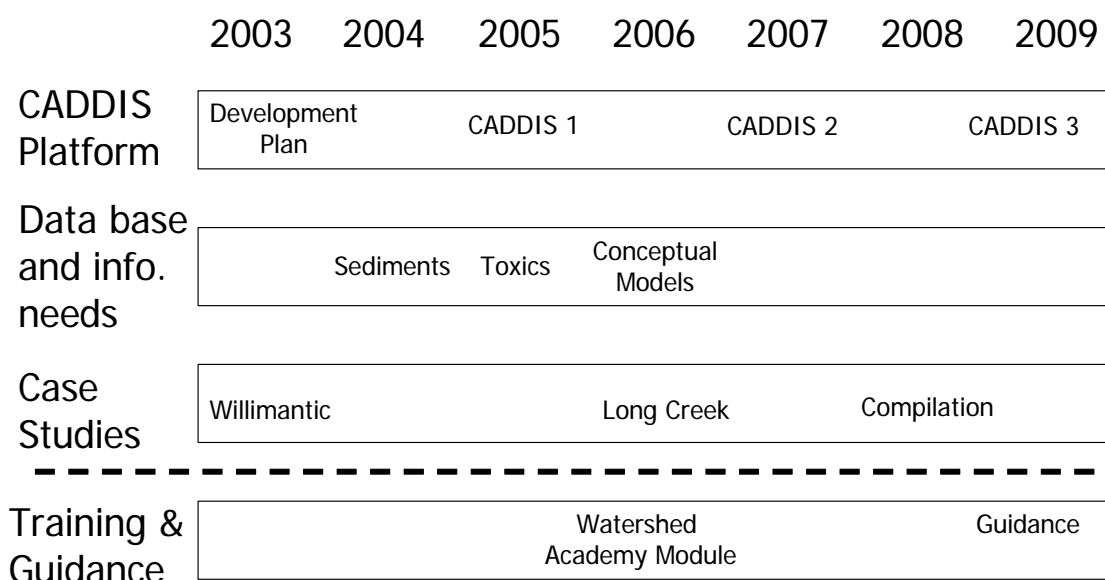 2003 2004 2005 2006 2007 2008 2009
CADDIS
Platform
Development
Plan
CADDIS 1
CADDIS 2
CADDIS 3
Data base
and info.
needs
Sediments
Toxics
Conceptual
Models
Case
Studies
Willimantic
Long Creek
Compilation
Training &
Guidance
Watershed
Academy Module
Guidance